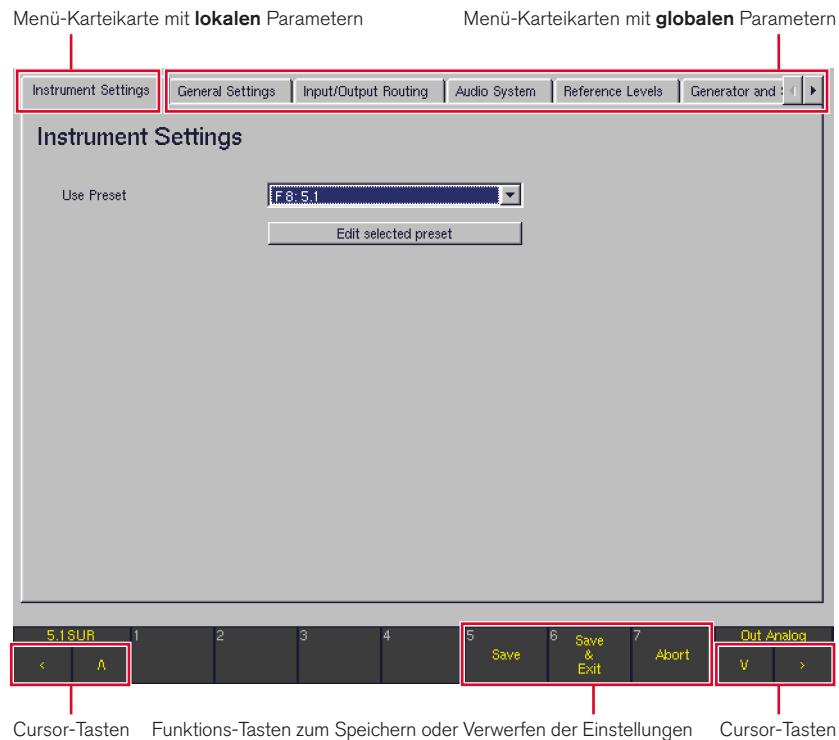 Menü-Karteikarte mit lokalen Parametern
Menü-Karteikarten mit globalen Parametern
Instrument Settings
General Settings
Input/Output Routing
Audio System
Reference Levels
Generator and
Instrument Settings
Use Preset
F8: 5.1
Edit selected preset
5.1SUR
1
2
3
4
5
Save
6
Save
&
Exit
7
Abort
Out Analog
< Λ
V >
Cursor-Tasten
Funktions-Tasten zum Speichern oder Verwerfen der Einstellungen
Cursor-Tasten